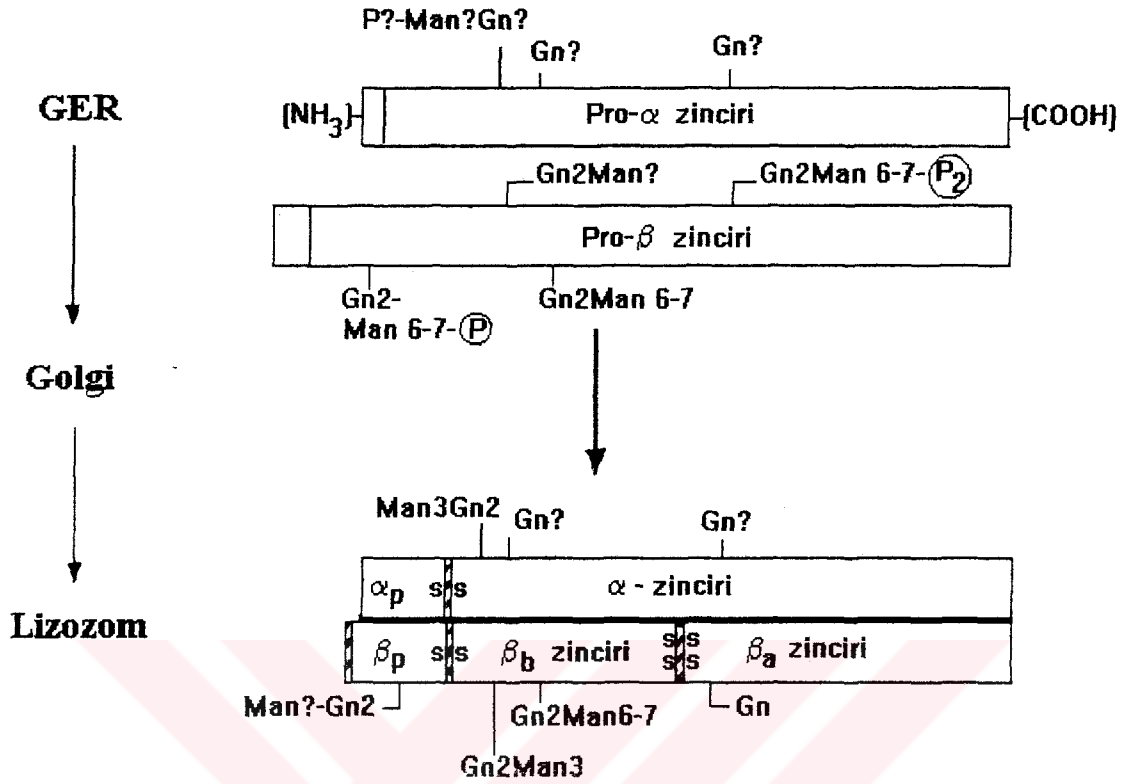 P?-Man?Gn?
Gn?
Gn?
GER
(NH3)
Pro-α zinciri
(COOH)
Gn2Man?
Gn2Man 6-7-P2
Pro-β zinciri
Gn2-
Man 6-7-P
Gn2Man 6-7
Golgi
Man3Gn2
Gn?
Gn?
αp s s α - zinciri
Lizozom
βp s s βb zinciri s s s s βa zinciri
Man?-Gn2
Gn2Man6-7
Gn
Gn2Man3